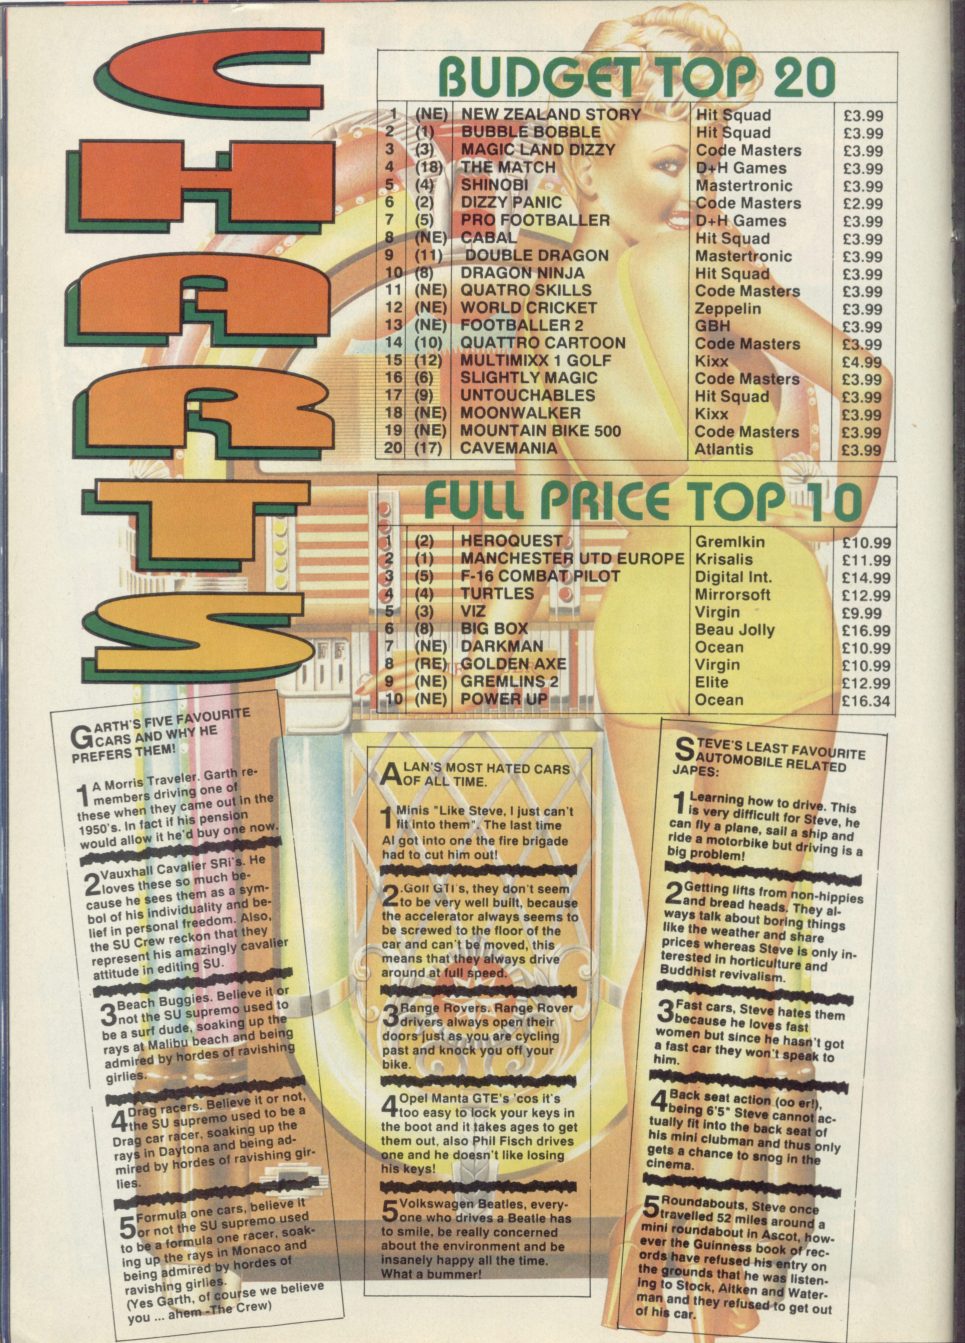 CHARTS
BUDGET TOP 20
1 (NE) NEW ZEALAND STORY Hit Squad £3.99
2 (1) BUBBLE BOBBLE Hit Squad £3.99
3 (3) MAGIC LAND DIZZY Code Masters £3.99
4 (18) THE MATCH D+H Games £3.99
5 (4) SHINOBI Mastertronic £3.99
6 (2) DIZZY PANIC Code Masters £2.99
7 (5) PRO FOOTBALLER D+H Games £3.99
8 (NE) CABAL Hit Squad £3.99
9 (11) DOUBLE DRAGON Mastertronic £3.99
10 (8) DRAGON NINJA Hit Squad £3.99
11 (NE) QUATRO SKILLS Code Masters £3.99
12 (NE) WORLD CRICKET Zeppelin £3.99
13 (NE) FOOTBALLER 2 GBH £3.99
14 (10) QUATTRO CARTOON Code Masters £3.99
15 (12) MULTIMIXX 1 GOLF Kixx £4.99
16 (6) SLIGHTLY MAGIC Code Masters £3.99
17 (9) UNTOUCHABLES Hit Squad £3.99
18 (NE) MOONWALKER Kixx £3.99
19 (NE) MOUNTAIN BIKE 500 Code Masters £3.99
20 (17) CAVEMANIA Atlantis £3.99
FULL PRICE TOP 10
1 (2) HEROQUEST Gremlkin £10.99
2 (1) MANCHESTER UTD EUROPE Krisalis £11.99
3 (5) F-16 COMBAT PILOT Digital Int. £14.99
4 (4) TURTLES Mirrorsoft £12.99
5 (3) VIZ Virgin £9.99
6 (8) BIG BOX Beau Jolly £16.99
7 (NE) DARKMAN Ocean £10.99
8 (RE) GOLDEN AXE Virgin £10.99
9 (NE) GREMLINS 2 Elite £12.99
10 (NE) POWER UP Ocean £16.34
GARTH'S FIVE FAVOURITE
CARS AND WHY HE
PREFERS THEM!
1 A Morris Traveler. Garth re-
members driving one of
these when they came out in the
1950's. In fact if his pension
would allow it he'd buy one now.
2 Vauxhall Cavalier SRi's. He
loves these so much be-
cause he sees them as a sym-
bol of his individuality and be-
lief in personal freedom. Also,
the SU Crew reckon that they
represent his amazingly cavalier
attitude in editing SU.
3 Beach Buggies. Believe it or
not the SU supremo used to
be a surf dude, soaking up the
rays at Malibu beach and being
admired by hordes of ravishing
girlies.
4 Drag racers. Believe it or not,
the SU supremo used to be a
Drag car racer, soaking up the
rays in Daytona and being ad-
mired by hordes of ravishing gir-
lies.
5 Formula one cars, believe it
or not the SU supremo used
to be a formula one racer, soak-
ing up the rays in Monaco and
being admired by hordes of
ravishing girlies.
(Yes Garth, of course we believe
you ... ahem -The Crew)
ALAN'S MOST HATED CARS
OF ALL TIME.
1 Minis "Like Steve, I just can't
fit into them". The last time
Al got into one the fire brigade
had to cut him out!
2 .Golf GTI's, they don't seem
to be very well built, because
the accelerator always seems to
be screwed to the floor of the
car and can't be moved, this
means that they always drive
around at full speed.
3 Range Rovers. Range Rover
drivers always open their
doors just as you are cycling
past and knock you off your
bike.
4 Opel Manta GTE's 'cos it's
too easy to lock your keys in
the boot and it takes ages to get
them out, also Phil Fisch drives
one and he doesn't like losing
his keys!
5 Volkswagen Beatles, every-
one who drives a Beatle has
to smile, be really concerned
about the environment and be
insanely happy all the time.
What a bummer!
STEVE'S LEAST FAVOURITE
AUTOMOBILE RELATED
JAPES:
1 Learning how to drive. This
is very difficult for Steve, he
can fly a plane, sail a ship and
ride a motorbike but driving is a
big problem!
2 Getting lifts from non-hippies
and bread heads. They al-
ways talk about boring things
like the weather and share
prices whereas Steve is only in-
terested in horticulture and
Buddhist revivalism.
3 Fast cars, Steve hates them
because he loves fast
women but since he hasn't got
a fast car they won't speak to
him.
4 Back seat action (oo er!),
being 6'5" Steve cannot ac-
tually fit into the back seat of
his mini clubman and thus only
gets a chance to snog in the
cinema.
5 Roundabouts, Steve once
travelled 52 miles around a
mini roundabout in Ascot, how-
ever the Guinness book of rec-
ords have refused his entry on
the grounds that he was listen-
ing to Stock, Aitken and Water-
man and they refused to get out
of his car.